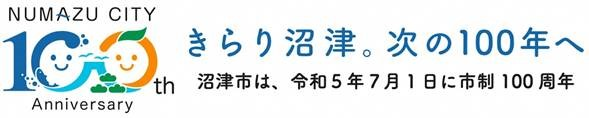 NUMAZU CITY
100th
Anniversary
きらり沼津。次の100年へ
沼津市は、令和5年7月1日に市制100周年